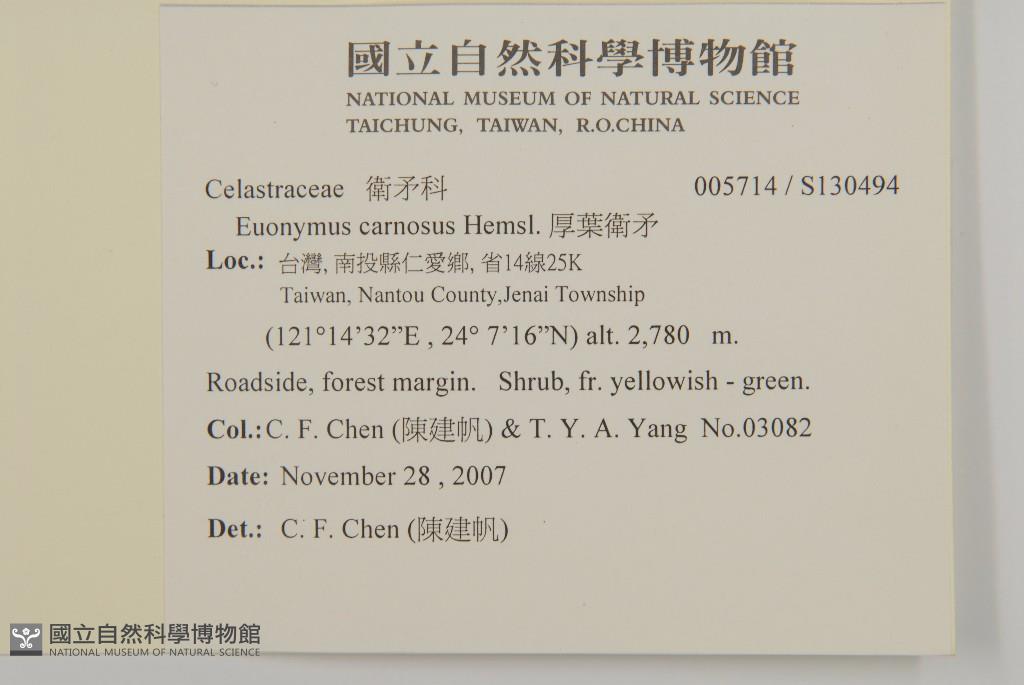 國立自然科學博物館
NATIONAL MUSEUM OF NATURAL SCIENCE
TAICHUNG, TAIWAN, R.O.CHINA
Celastraceae 衛矛科 005714 / S130494
Euonymus carnosus Hemsl. 厚葉衛矛
Loc.: 台灣, 南投縣仁愛鄉, 省14線25K
Taiwan, Nantou County,Jenai Township
(121°14’32”E , 24° 7’16”N) alt. 2,780 m.
Roadside, forest margin. Shrub, fr. yellowish - green.
Col.: C. F. Chen (陳建帆) & T. Y. A. Yang No.03082
Date: November 28 , 2007
Det.: C. F. Chen (陳建帆)
國立自然科學博物館
NATIONAL MUSEUM OF NATURAL SCIENCE